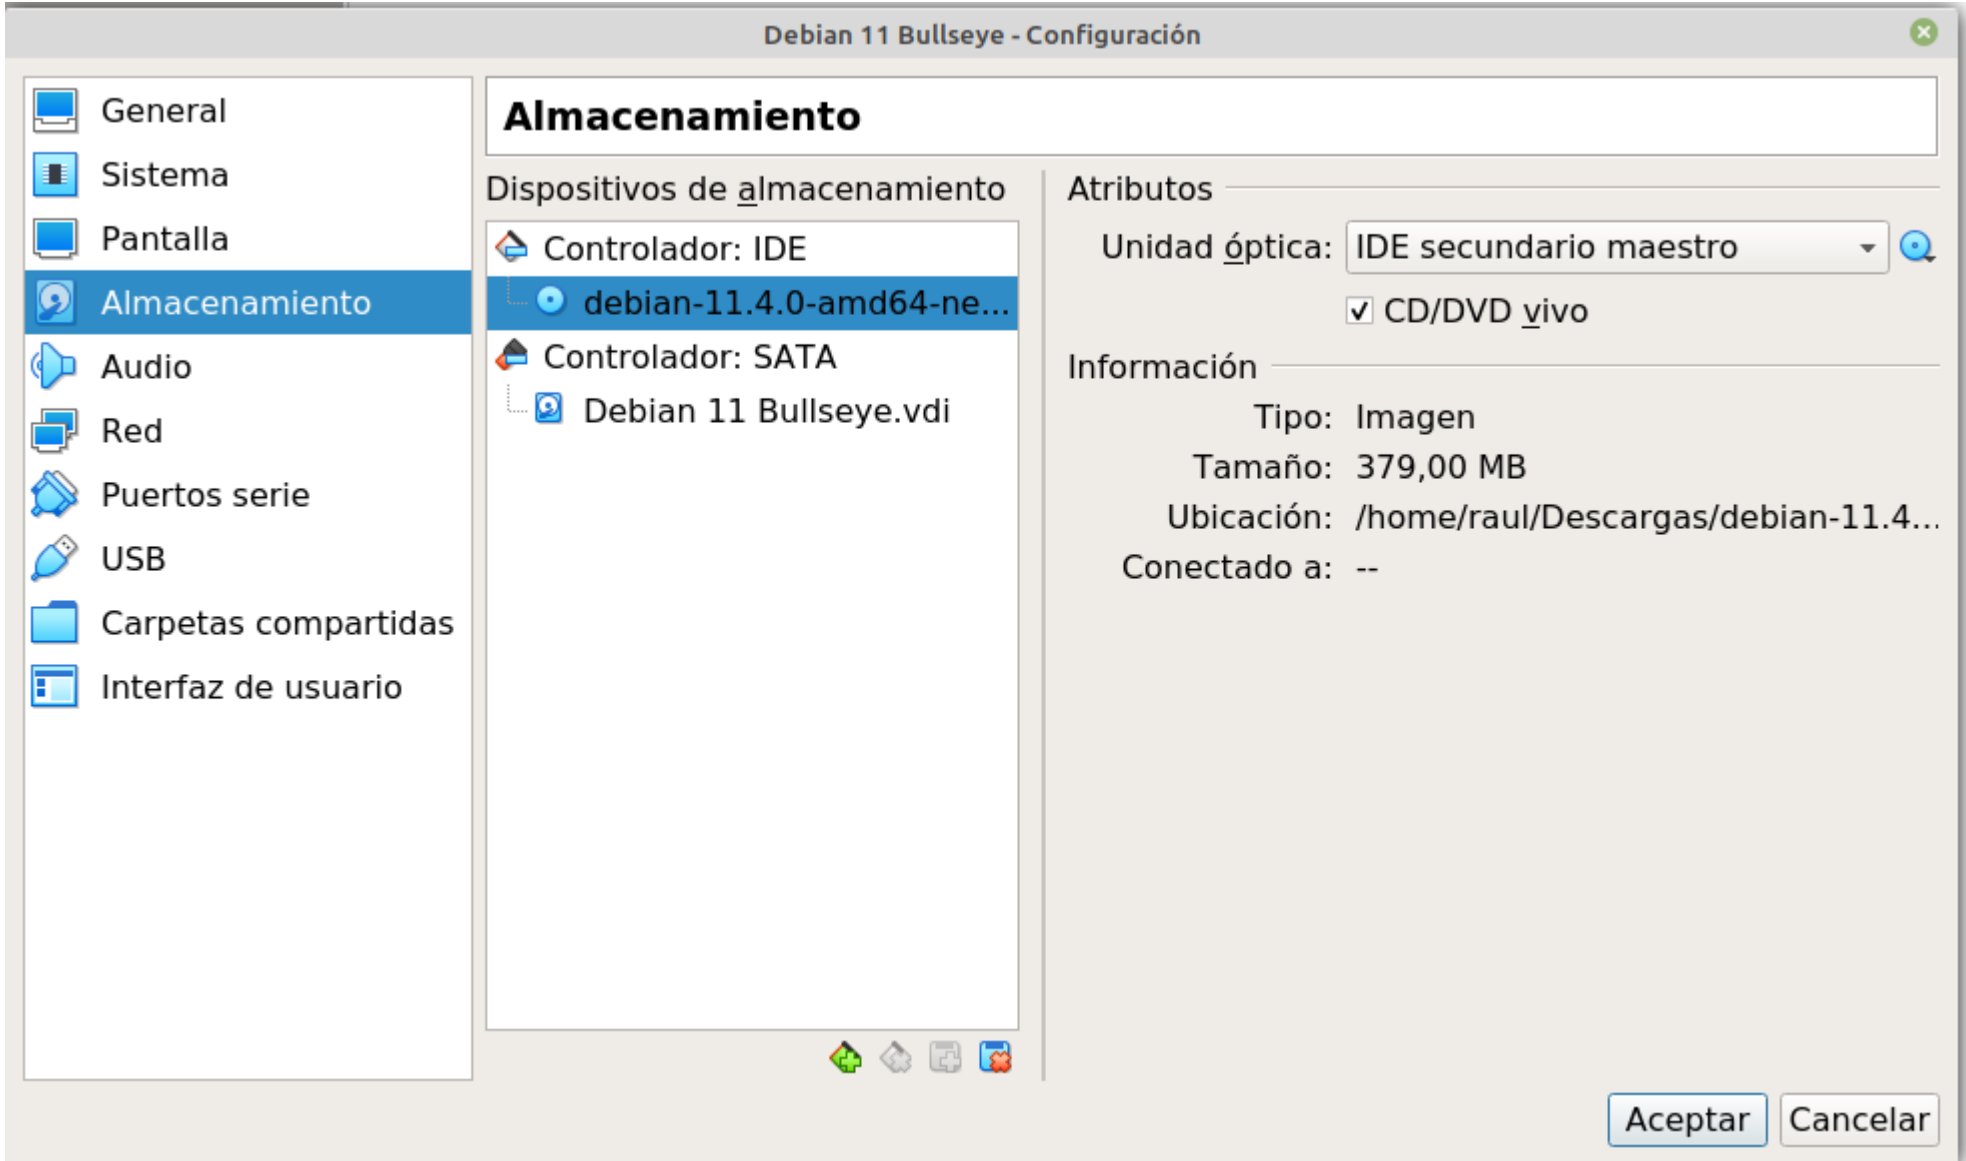 Debian 11 Bullseye - Configuración
General
Sistema
Pantalla
Almacenamiento
Audio
Red
Puertos serie
USB
Carpetas compartidas
Interfaz de usuario
Almacenamiento
Dispositivos de almacenamiento
Controlador: IDE
debian-11.4.0-amd64-ne...
Controlador: SATA
Debian 11 Bullseye.vdi
Atributos
Unidad óptica: IDE secundario maestro
CD/DVD vivo
Información
Tipo: Imagen
Tamaño: 379,00 MB
Ubicación: /home/raul/Descargas/debian-11.4...
Conectado a: --
Aceptar Cancelar